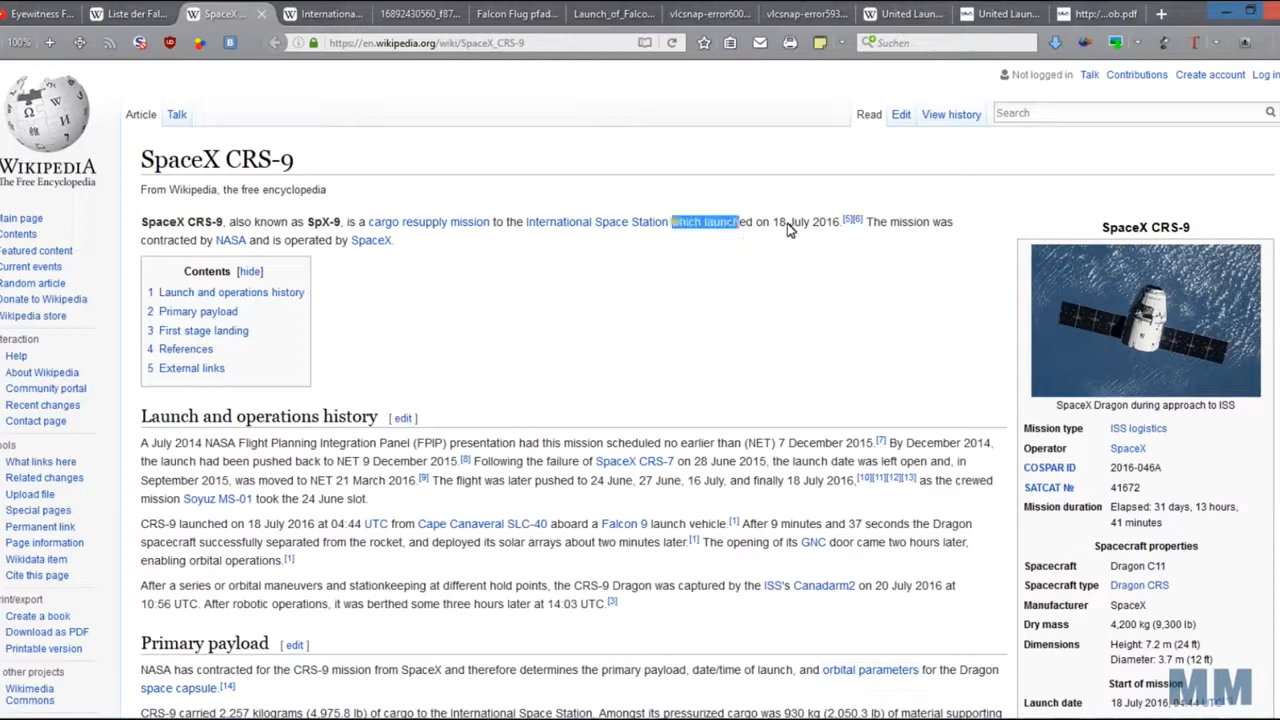 Eyewitness F...
Liste der Fal...
SpaceX ...
Internationa...
16892430560_f87...
Falcon Flug pfad...
Launch_of_Falco...
vlcsnap-error600...
vlcsnap-error593...
United Laun...
United Laun...
http:/...ob.pdf
100%
https://en.wikipedia.org/wiki/SpaceX_CRS-9
Suchen
Not logged in Talk Contributions Create account Log in
Article Talk
Read Edit View history
Search
WIKIPEDIA
The Free Encyclopedia
SpaceX CRS-9
From Wikipedia, the free encyclopedia
SpaceX CRS-9, also known as SpX-9, is a cargo resupply mission to the International Space Station which launched on 18 July 2016.[5][6] The mission was
contracted by NASA and is operated by SpaceX.
Contents [hide]
1 Launch and operations history
2 Primary payload
3 First stage landing
4 References
5 External links
Launch and operations history [ edit ]
A July 2014 NASA Flight Planning Integration Panel (FPIP) presentation had this mission scheduled no earlier than (NET) 7 December 2015.[7] By December 2014,
the launch had been pushed back to NET 9 December 2015.[8] Following the failure of SpaceX CRS-7 on 28 June 2015, the launch date was left open and, in
September 2015, was moved to NET 21 March 2016.[9] The flight was later pushed to 24 June, 27 June, 16 July, and finally 18 July 2016,[10][11][12][13] as the crewed
mission Soyuz MS-01 took the 24 June slot.
CRS-9 launched on 18 July 2016 at 04:44 UTC from Cape Canaveral SLC-40 aboard a Falcon 9 launch vehicle.[1] After 9 minutes and 37 seconds the Dragon
spacecraft successfully separated from the rocket, and deployed its solar arrays about two minutes later.[1] The opening of its GNC door came two hours later,
enabling orbital operations.[1]
After a series or orbital maneuvers and stationkeeping at different hold points, the CRS-9 Dragon was captured by the ISS's Canadarm2 on 20 July 2016 at
10:56 UTC. After robotic operations, it was berthed some three hours later at 14:03 UTC.[3]
Primary payload [ edit ]
NASA has contracted for the CRS-9 mission from SpaceX and therefore determines the primary payload, date/time of launch, and orbital parameters for the Dragon
space capsule.[14]
CRS-9 carried 2,257 kilograms (4,975.8 lb) of cargo to the International Space Station. Amongst its pressurized cargo was 930 kg (2,050.3 lb) of material supporting
ain page
ontents
eatured content
urrent events
andom article
onate to Wikipedia
ikipedia store
teraction
Help
About Wikipedia
Community portal
Recent changes
Contact page
ools
What links here
Related changes
Upload file
Special pages
Permanent link
Page information
Wikidata item
Cite this page
rint/export
Create a book
Download as PDF
Printable version
other projects
Wikimedia
Commons
SpaceX CRS-9
SpaceX Dragon during approach to ISS
Mission type ISS logistics
Operator SpaceX
COSPAR ID 2016-046A
SATCAT № 41672
Mission duration Elapsed: 31 days, 13 hours,
41 minutes
Spacecraft properties
Spacecraft Dragon C11
Spacecraft type Dragon CRS
Manufacturer SpaceX
Dry mass 4,200 kg (9,300 lb)
Dimensions Height: 7.2 m (24 ft)
Diameter: 3.7 m (12 ft)
Start of mission
Launch date 18 July 2016, 04:44 UTC
MM